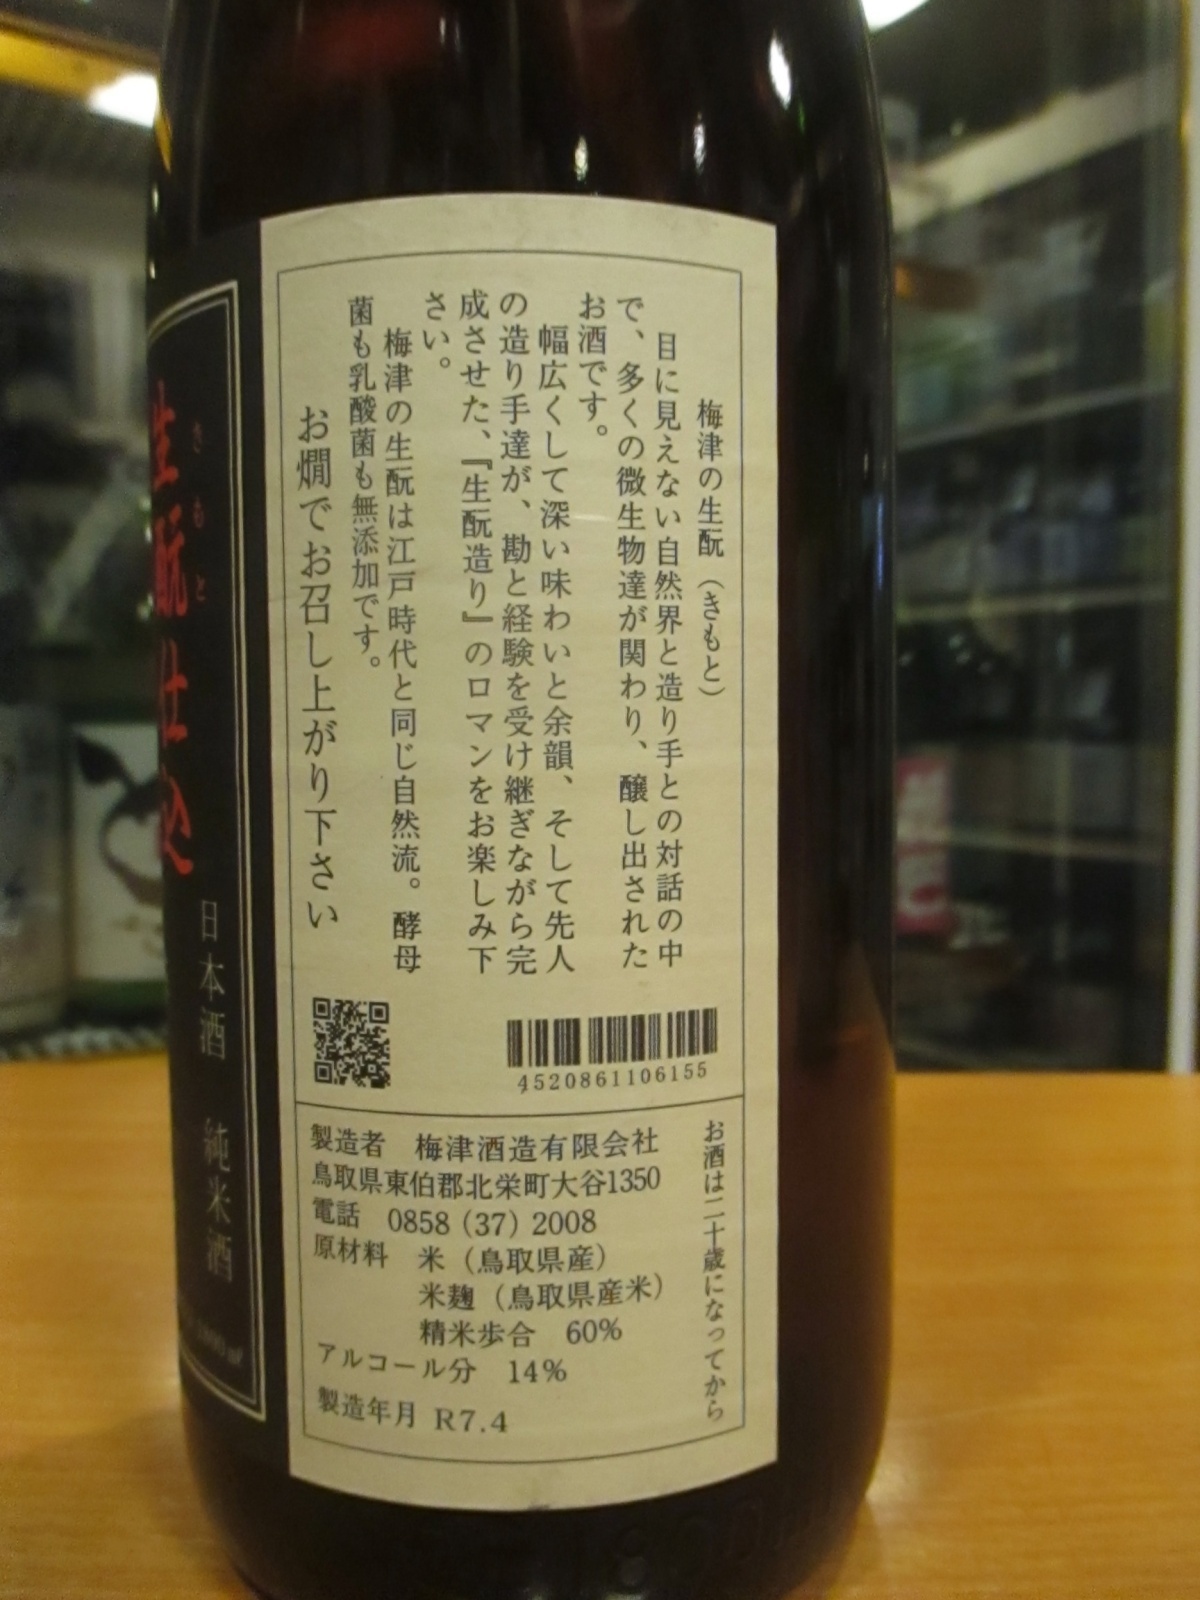 梅津の生酛（きもと）
目に見えない自然界と造り手との対話の中
で、多くの微生物達が関わり、醸し出された
お酒です。
幅広くして深い味わいと余韻、そして先人
の造り手達が、勘と経験を受け継ぎながら完
成させた、『生酛造り』のロマンをお楽しみ下
さい。
梅津の生酛は江戸時代と同じ自然流。酵母
菌も乳酸菌も無添加です。
お燗でお召し上がり下さい
4520861106155
お酒は二十歳になってから
製造者 梅津酒造有限会社
鳥取県東伯郡北栄町大谷1350
電話 0858（37）2008
原材料 米（鳥取県産）
米麹（鳥取県産米）
精米歩合 60%
アルコール分 14%
製造年月 R7.4
生酛仕込
きもと
日本酒 純米酒